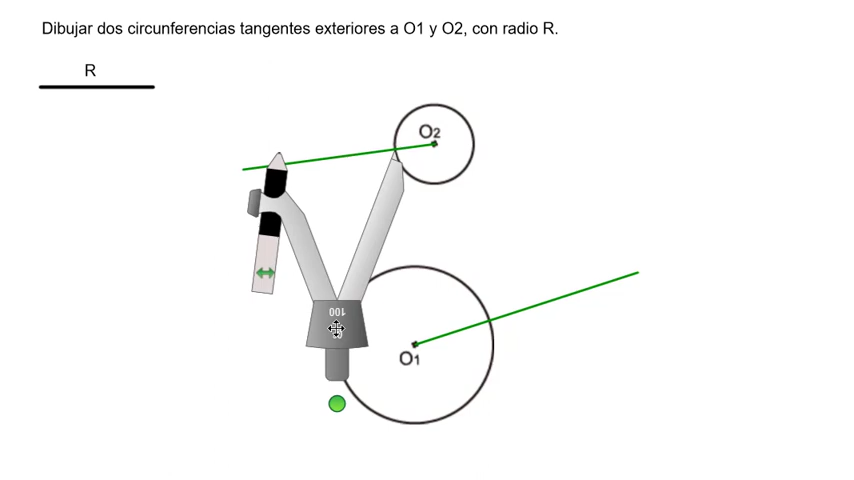 Dibujar dos circunferencias tangentes exteriores a O1 y O2, con radio R.
R
O2
100
O1